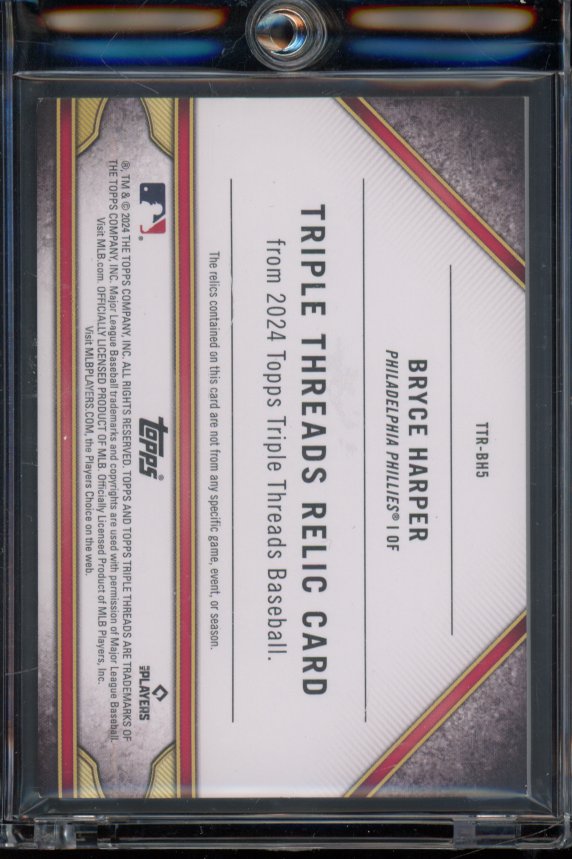 TTR-BH5
BRYCE HARPER
PHILADELPHIA PHILLIES® | OF
TRIPLE THREADS RELIC CARD
from 2024 Topps Triple Threads Baseball.
The relics contained on this card are not from any specific game, event, or season.
topps®
MLB PLAYERS
®, TM & © 2024 THE TOPPS COMPANY, INC. ALL RIGHTS RESERVED. TOPPS AND TOPPS TRIPLE THREADS ARE TRADEMARKS OF
THE TOPPS COMPANY, INC. Major League Baseball trademarks and copyrights are used with permission of Major League Baseball.
Visit MLB.com. OFFICIALLY LICENSED PRODUCT OF MLB. Officially Licensed Product of MLB Players, Inc.
Visit MLBPLAYERS.COM, the Players Choice on the web.